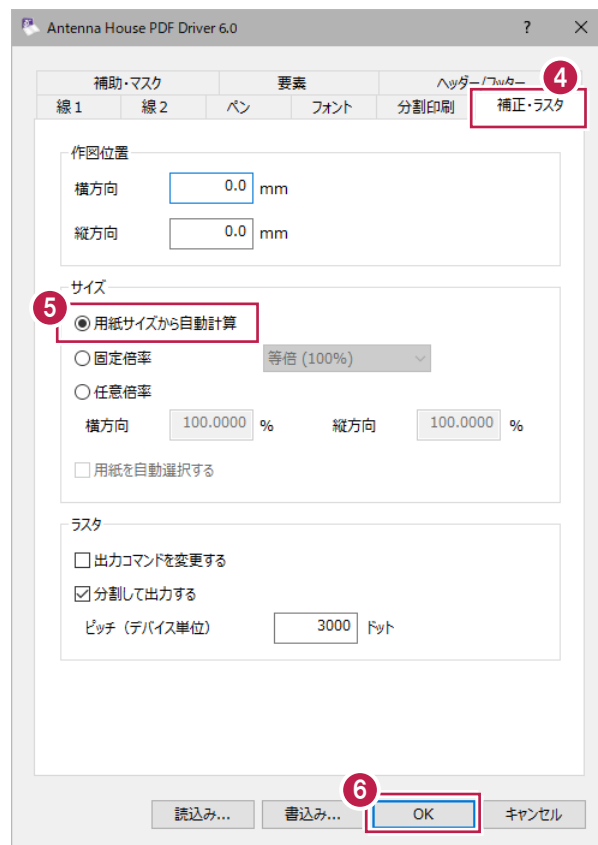 Antenna House PDF Driver 6.0 ? ×
補助・マスク 要素 ヘッダー/フッター 4
線1 線2 ペン フォント 分割印刷 補正・ラスタ
作図位置
横方向 0.0 mm
縦方向 0.0 mm
サイズ
5 用紙サイズから自動計算
固定倍率 等倍 (100%)
任意倍率
横方向 100.0000 % 縦方向 100.0000 %
用紙を自動選択する
ラスタ
出力コマンドを変更する
分割して出力する
ピッチ（デバイス単位） 3000 ドット
6
読込み... 書込み... OK キャンセル